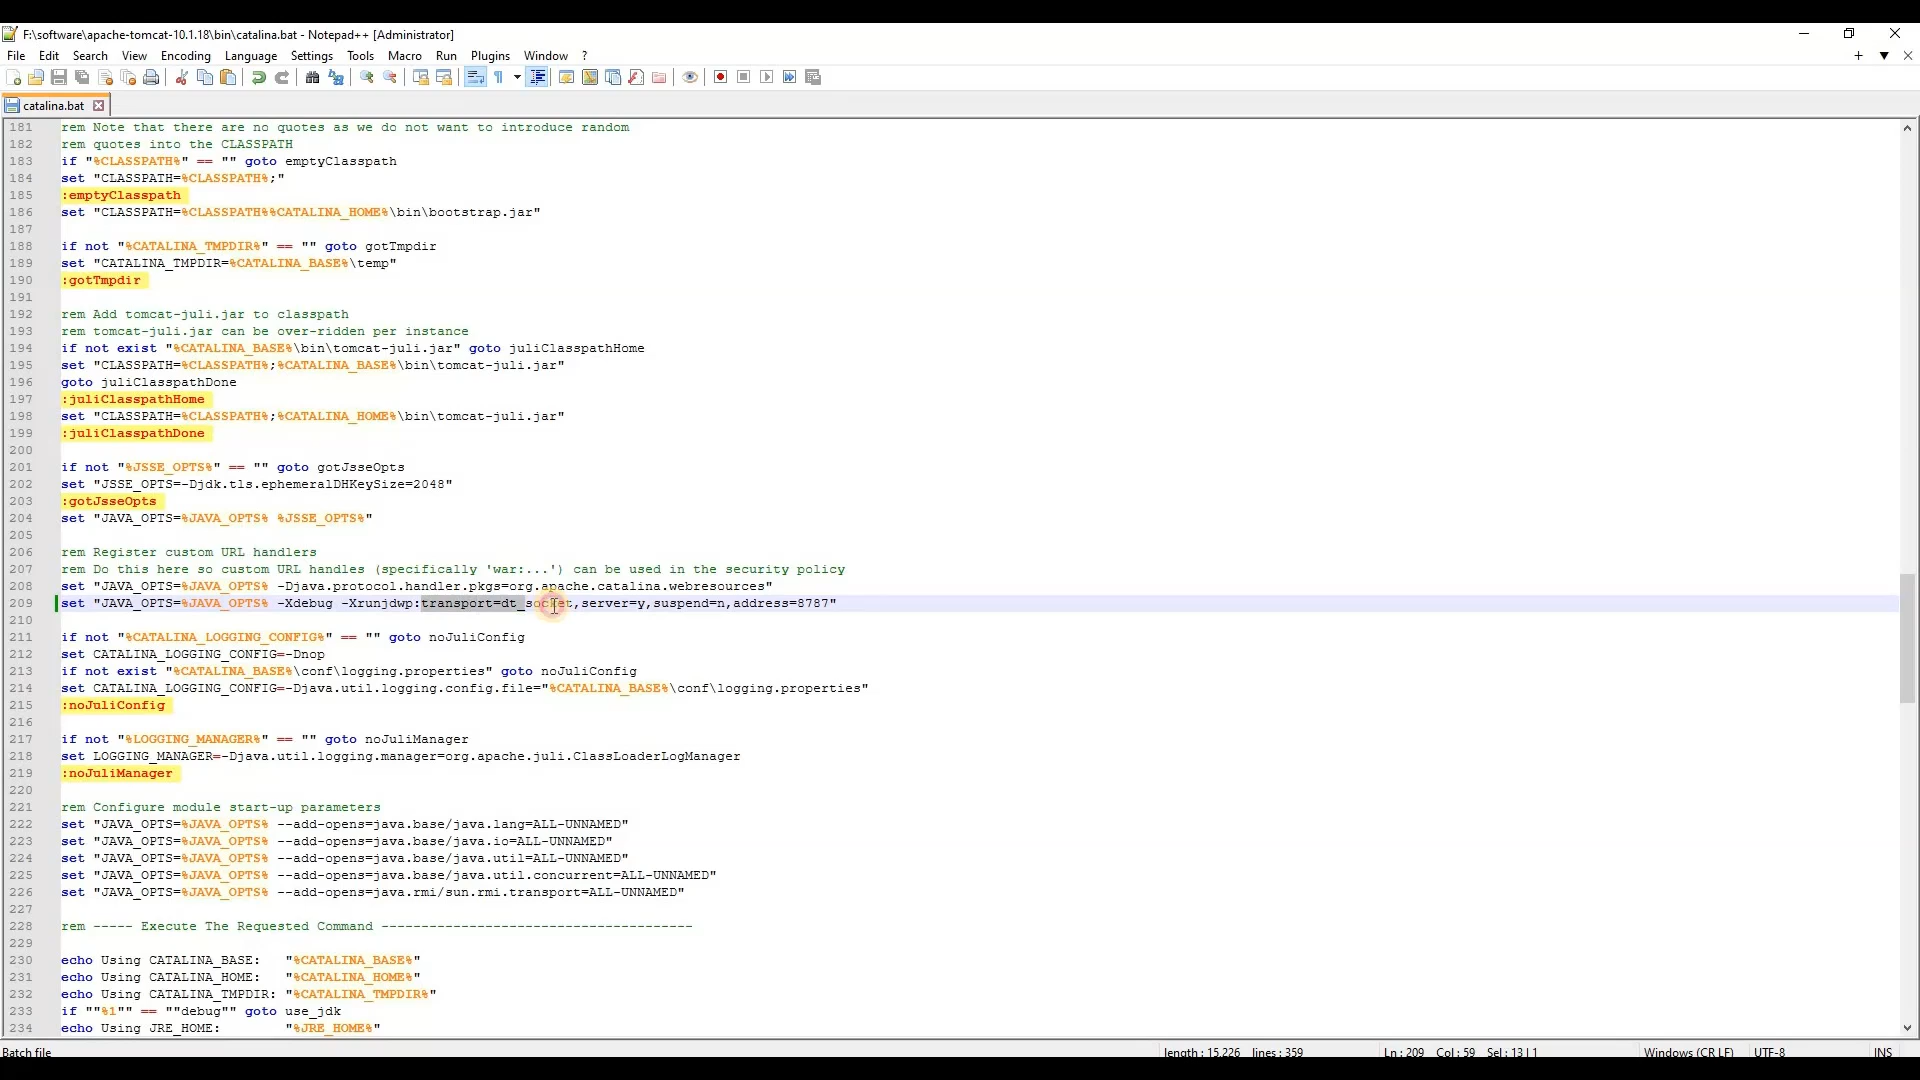 F:\software\apache-tomcat-10.1.18\bin\catalina.bat - Notepad++ [Administrator]
File Edit Search View Encoding Language Settings Tools Macro Run Plugins Window ?
catalina.bat
181 rem Note that there are no quotes as we do not want to introduce random
182 rem quotes into the CLASSPATH
183 if "%CLASSPATH%" == "" goto emptyClasspath
184 set "CLASSPATH=%CLASSPATH%;"
185 :emptyClasspath
186 set "CLASSPATH=%CLASSPATH%%CATALINA_HOME%\bin\bootstrap.jar"
187
188 if not "%CATALINA_TMPDIR%" == "" goto gotTmpdir
189 set "CATALINA_TMPDIR=%CATALINA_BASE%\temp"
190 :gotTmpdir
191
192 rem Add tomcat-juli.jar to classpath
193 rem tomcat-juli.jar can be over-ridden per instance
194 if not exist "%CATALINA_BASE%\bin\tomcat-juli.jar" goto juliClasspathHome
195 set "CLASSPATH=%CLASSPATH%;%CATALINA_BASE%\bin\tomcat-juli.jar"
196 goto juliClasspathDone
197 :juliClasspathHome
198 set "CLASSPATH=%CLASSPATH%;%CATALINA_HOME%\bin\tomcat-juli.jar"
199 :juliClasspathDone
200
201 if not "%JSSE_OPTS%" == "" goto gotJsseOpts
202 set "JSSE_OPTS=-Djdk.tls.ephemeralDHKeySize=2048"
203 :gotJsseOpts
204 set "JAVA_OPTS=%JAVA_OPTS% %JSSE_OPTS%"
205
206 rem Register custom URL handlers
207 rem Do this here so custom URL handles (specifically 'war:...') can be used in the security policy
208 set "JAVA_OPTS=%JAVA_OPTS% -Djava.protocol.handler.pkgs=org.apache.catalina.webresources"
209 set "JAVA_OPTS=%JAVA_OPTS% -Xdebug -Xrunjdwp:transport=dt_socket,server=y,suspend=n,address=8787"
210
211 if not "%CATALINA_LOGGING_CONFIG%" == "" goto noJuliConfig
212 set CATALINA_LOGGING_CONFIG=-Dnop
213 if not exist "%CATALINA_BASE%\conf\logging.properties" goto noJuliConfig
214 set CATALINA_LOGGING_CONFIG=-Djava.util.logging.config.file="%CATALINA_BASE%\conf\logging.properties"
215 :noJuliConfig
216
217 if not "%LOGGING_MANAGER%" == "" goto noJuliManager
218 set LOGGING_MANAGER=-Djava.util.logging.manager=org.apache.juli.ClassLoaderLogManager
219 :noJuliManager
220
221 rem Configure module start-up parameters
222 set "JAVA_OPTS=%JAVA_OPTS% --add-opens=java.base/java.lang=ALL-UNNAMED"
223 set "JAVA_OPTS=%JAVA_OPTS% --add-opens=java.base/java.io=ALL-UNNAMED"
224 set "JAVA_OPTS=%JAVA_OPTS% --add-opens=java.base/java.util=ALL-UNNAMED"
225 set "JAVA_OPTS=%JAVA_OPTS% --add-opens=java.base/java.util.concurrent=ALL-UNNAMED"
226 set "JAVA_OPTS=%JAVA_OPTS% --add-opens=java.rmi/sun.rmi.transport=ALL-UNNAMED"
227
228 rem ----- Execute The Requested Command ---------------------------------------
229
230 echo Using CATALINA_BASE:   "%CATALINA_BASE%"
231 echo Using CATALINA_HOME:   "%CATALINA_HOME%"
232 echo Using CATALINA_TMPDIR: "%CATALINA_TMPDIR%"
233 if ""%1"" == ""debug"" goto use_jdk
234 echo Using JRE_HOME:        "%JRE_HOME%"
Batch file length : 15,226 lines : 359 Ln : 209 Col : 59 Sel : 13 | 1 Windows (CR LF) UTF-8 INS